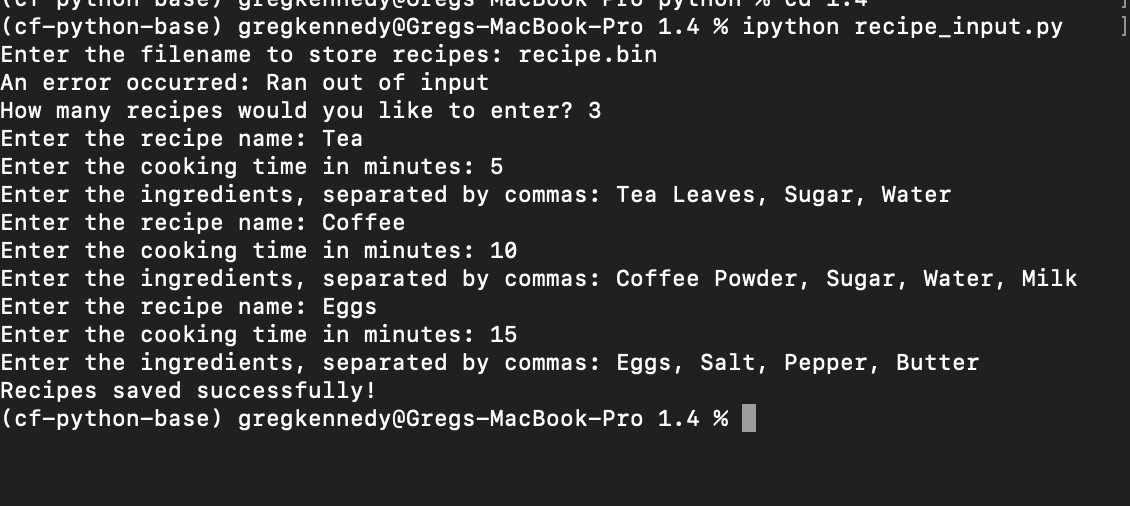 (cf-python-base) gregkennedy@Gregs-MacBook-Pro python % cd 1.4 ]
(cf-python-base) gregkennedy@Gregs-MacBook-Pro 1.4 % ipython recipe_input.py ]
Enter the filename to store recipes: recipe.bin
An error occurred: Ran out of input
How many recipes would you like to enter? 3
Enter the recipe name: Tea
Enter the cooking time in minutes: 5
Enter the ingredients, separated by commas: Tea Leaves, Sugar, Water
Enter the recipe name: Coffee
Enter the cooking time in minutes: 10
Enter the ingredients, separated by commas: Coffee Powder, Sugar, Water, Milk
Enter the recipe name: Eggs
Enter the cooking time in minutes: 15
Enter the ingredients, separated by commas: Eggs, Salt, Pepper, Butter
Recipes saved successfully!
(cf-python-base) gregkennedy@Gregs-MacBook-Pro 1.4 %